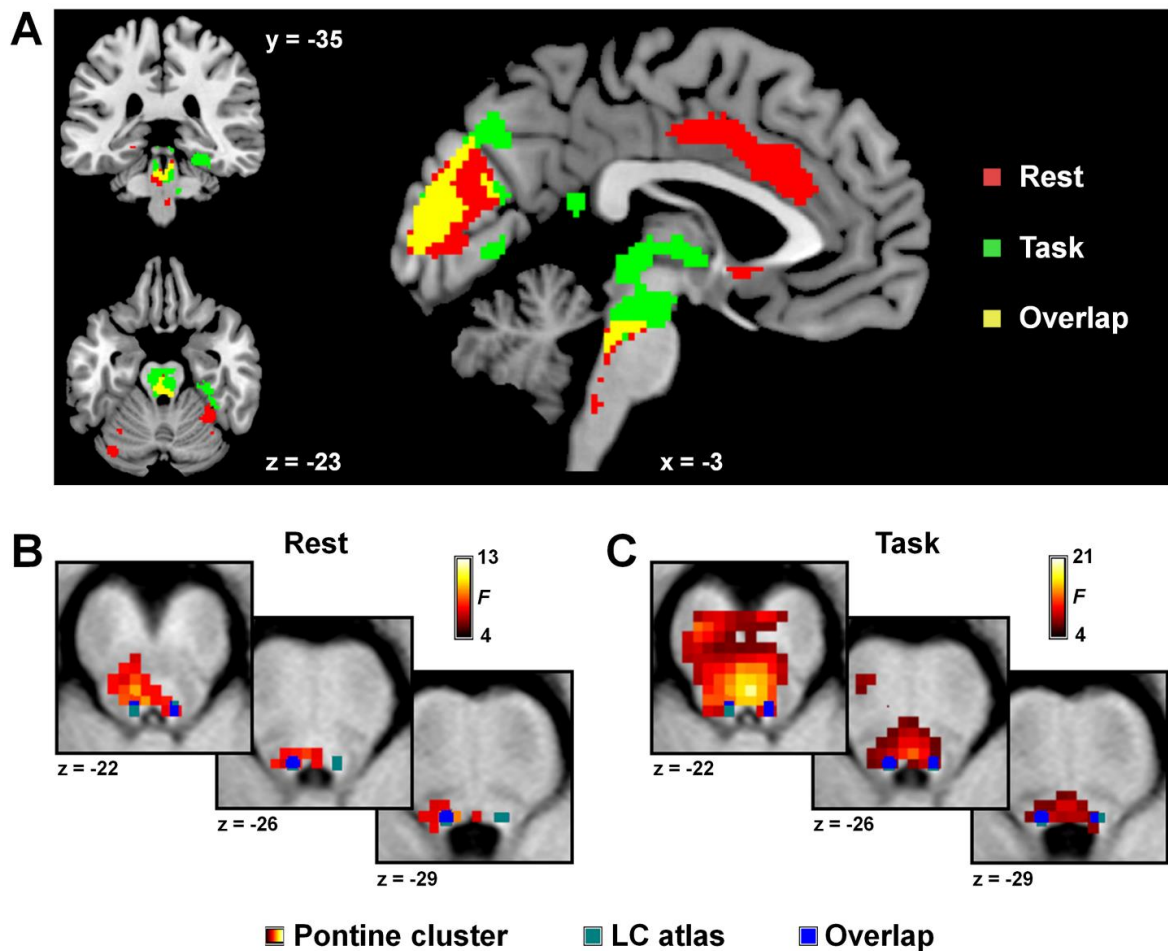 A
y = -35
z = -23
x = -3
Rest
Task
Overlap
B
Rest
13
F
4
z = -22
z = -26
z = -29
C
Task
21
F
4
z = -22
z = -26
z = -29
Pontine cluster
LC atlas
Overlap